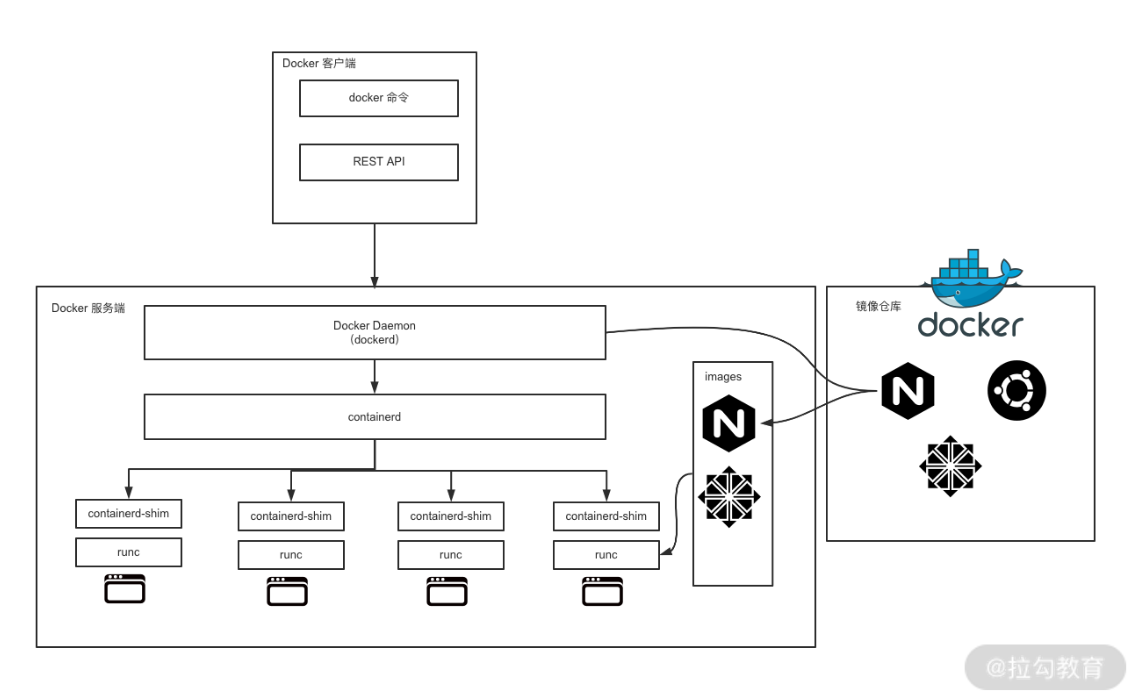 Docker 客户端
docker 命令
REST API
Docker 服务端
Docker Daemon
(dockerd)
containerd
images
N
containerd-shim
containerd-shim
containerd-shim
containerd-shim
runc
runc
runc
runc
镜像仓库
docker
N
@拉勾教育